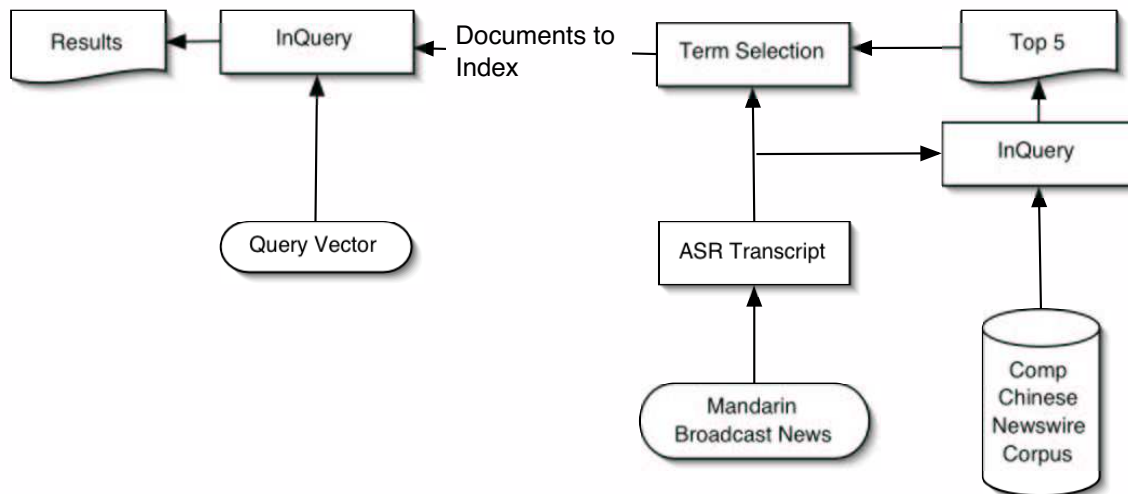 Results
InQuery
Documents to
Index
Term Selection
Top 5
InQuery
Query Vector
ASR Transcript
Mandarin
Broadcast News
Comp
Chinese
Newswire
Corpus